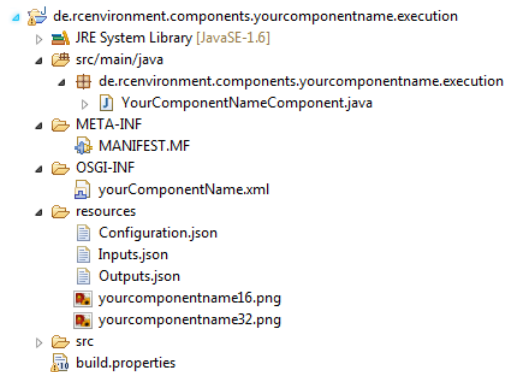 de.rcenvironment.components.yourcomponentname.execution
JRE System Library [JavaSE-1.6]
src/main/java
de.rcenvironment.components.yourcomponentname.execution
YourComponentNameComponent.java
META-INF
MANIFEST.MF
OSGI-INF
yourComponentName.xml
resources
Configuration.json
Inputs.json
Outputs.json
yourcomponentname16.png
yourcomponentname32.png
src
build.properties